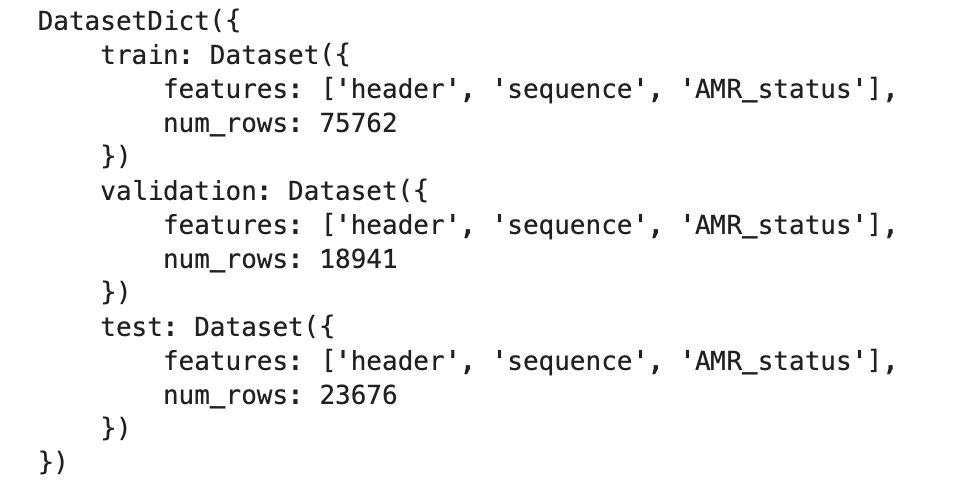 DatasetDict({
    train: Dataset({
        features: ['header', 'sequence', 'AMR_status'],
        num_rows: 75762
    })
    validation: Dataset({
        features: ['header', 'sequence', 'AMR_status'],
        num_rows: 18941
    })
    test: Dataset({
        features: ['header', 'sequence', 'AMR_status'],
        num_rows: 23676
    })
})